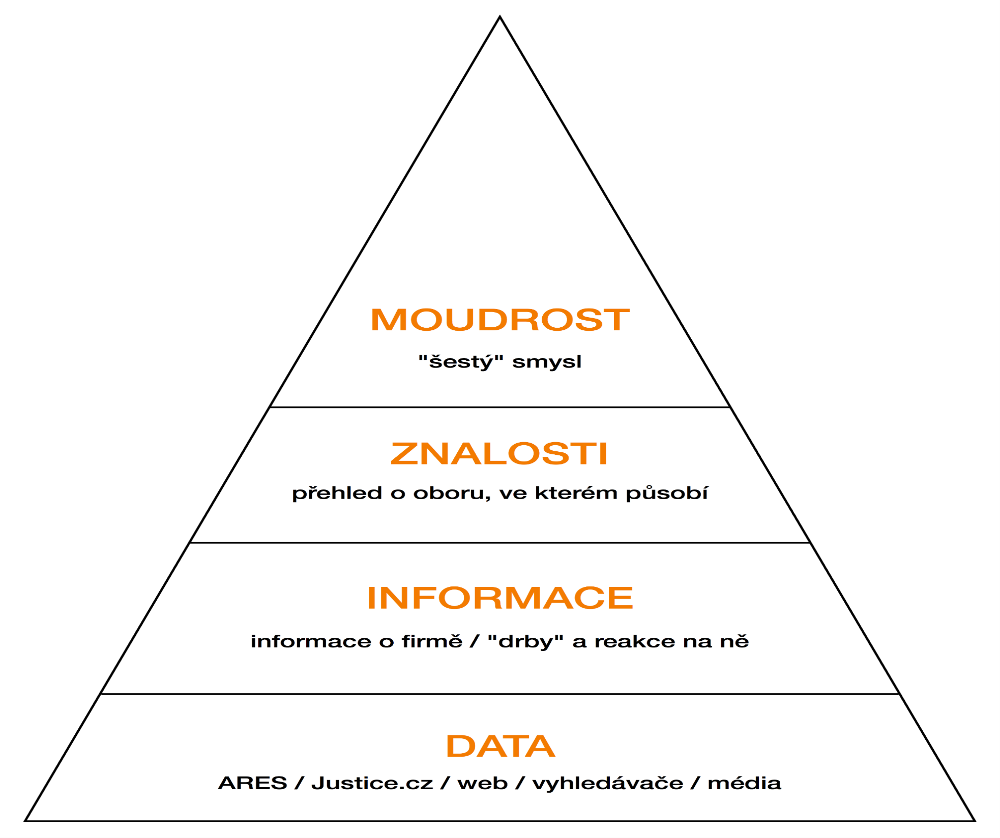 MOUDROST
"šestý" smysl
ZNALOSTI
přehled o oboru, ve kterém působí
INFORMACE
informace o firmě / "drby" a reakce na ně
DATA
ARES / Justice.cz / web / vyhledávače / média